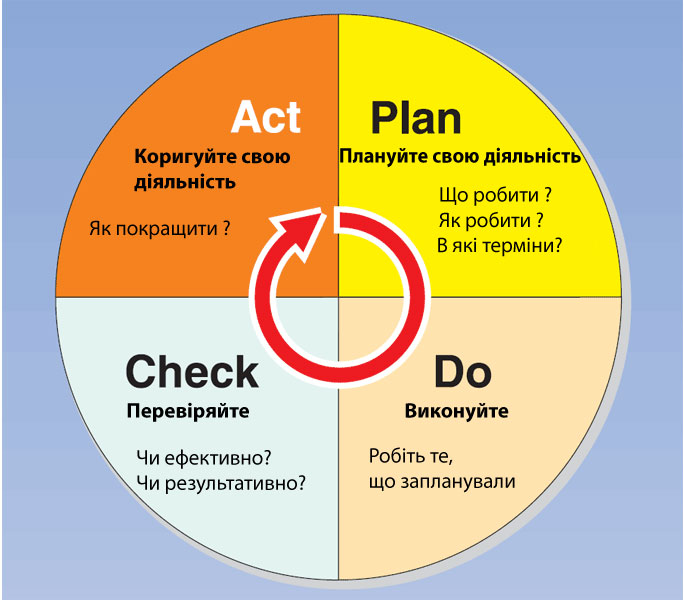 Act
Коригуйте свою
діяльність
Як покращити ?
Plan
Плануйте свою діяльність
Що робити ?
Як робити ?
В які терміни?
Check
Перевіряйте
Чи ефективно?
Чи результативно?
Do
Виконуйте
Робіть те,
що запланували